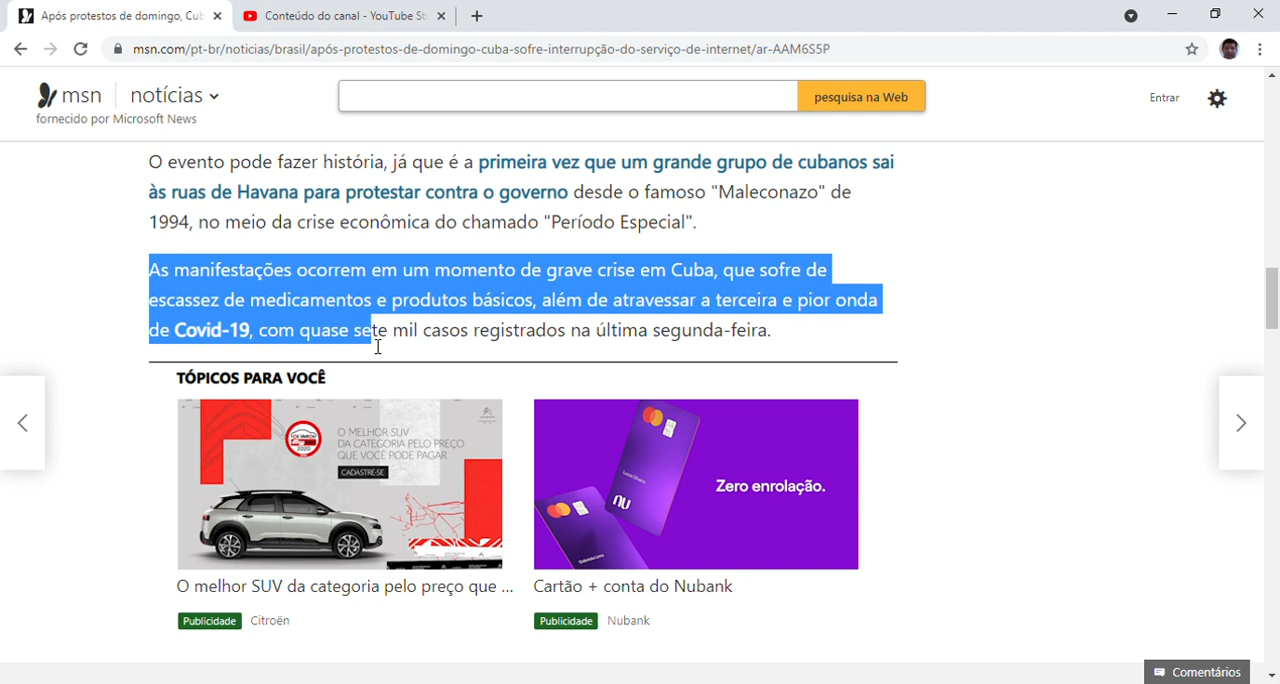 Após protestos de domingo, Cub
Conteúdo do canal - YouTube St
msn.com/pt-br/noticias/brasil/após-protestos-de-domingo-cuba-sofre-interrupção-do-serviço-de-internet/ar-AAM6S5P
msn notícias
pesquisa na Web
Entrar
fornecido por Microsoft News
O evento pode fazer história, já que é a primeira vez que um grande grupo de cubanos sai
às ruas de Havana para protestar contra o governo desde o famoso "Maleconazo" de
1994, no meio da crise econômica do chamado "Período Especial".
As manifestações ocorrem em um momento de grave crise em Cuba, que sofre de
escassez de medicamentos e produtos básicos, além de atravessar a terceira e pior onda
de Covid-19, com quase sete mil casos registrados na última segunda-feira.
TÓPICOS PARA VOCÊ
O MELHOR SUV
DA CATEGORIA PELO PREÇO
QUE VOCÊ PODE PAGAR
CADASTRE-SE
nu
Zero enrolação.
O melhor SUV da categoria pelo preço que ...
Cartão + conta do Nubank
Publicidade Citroën
Publicidade Nubank
Comentários